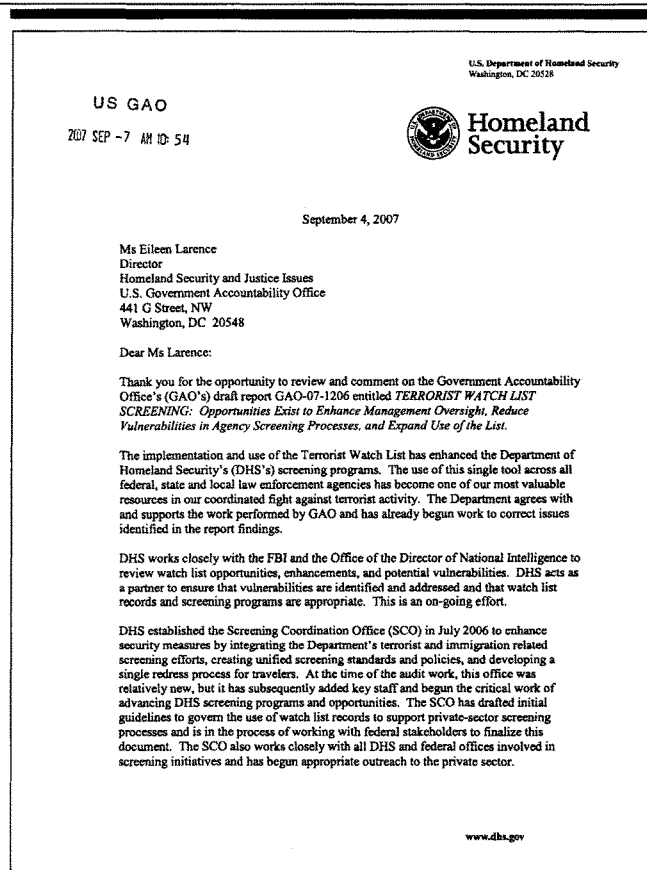 U.S. Department of Homeland Security
Washington, DC 20528
US GAO
2007 SEP -7 AM 10: 54
Homeland
Security
September 4, 2007
Ms Eileen Larence
Director
Homeland Security and Justice Issues
U.S. Government Accountability Office
441 G Street, NW
Washington, DC 20548
Dear Ms Larence:
Thank you for the opportunity to review and comment on the Government Accountability
Office's (GAO's) draft report GAO-07-1206 entitled TERRORIST WATCH LIST
SCREENING: Opportunities Exist to Enhance Management Oversight, Reduce
Vulnerabilities in Agency Screening Processes, and Expand Use of the List.
The implementation and use of the Terrorist Watch List has enhanced the Department of
Homeland Security's (DHS's) screening programs. The use of this single tool across all
federal, state and local law enforcement agencies has become one of our most valuable
resources in our coordinated fight against terrorist activity. The Department agrees with
and supports the work performed by GAO and has already begun work to correct issues
identified in the report findings.
DHS works closely with the FBI and the Office of the Director of National Intelligence to
review watch list opportunities, enhancements, and potential vulnerabilities. DHS acts as
a partner to ensure that vulnerabilities are identified and addressed and that watch list
records and screening programs are appropriate. This is an on-going effort.
DHS established the Screening Coordination Office (SCO) in July 2006 to enhance
security measures by integrating the Department's terrorist and immigration related
screening efforts, creating unified screening standards and policies, and developing a
single redress process for travelers. At the time of the audit work, this office was
relatively new, but it has subsequently added key staff and begun the critical work of
advancing DHS screening programs and opportunities. The SCO has drafted initial
guidelines to govern the use of watch list records to support private-sector screening
processes and is in the process of working with federal stakeholders to finalize this
document. The SCO also works closely with all DHS and federal offices involved in
screening initiatives and has begun appropriate outreach to the private sector.
www.dhs.gov